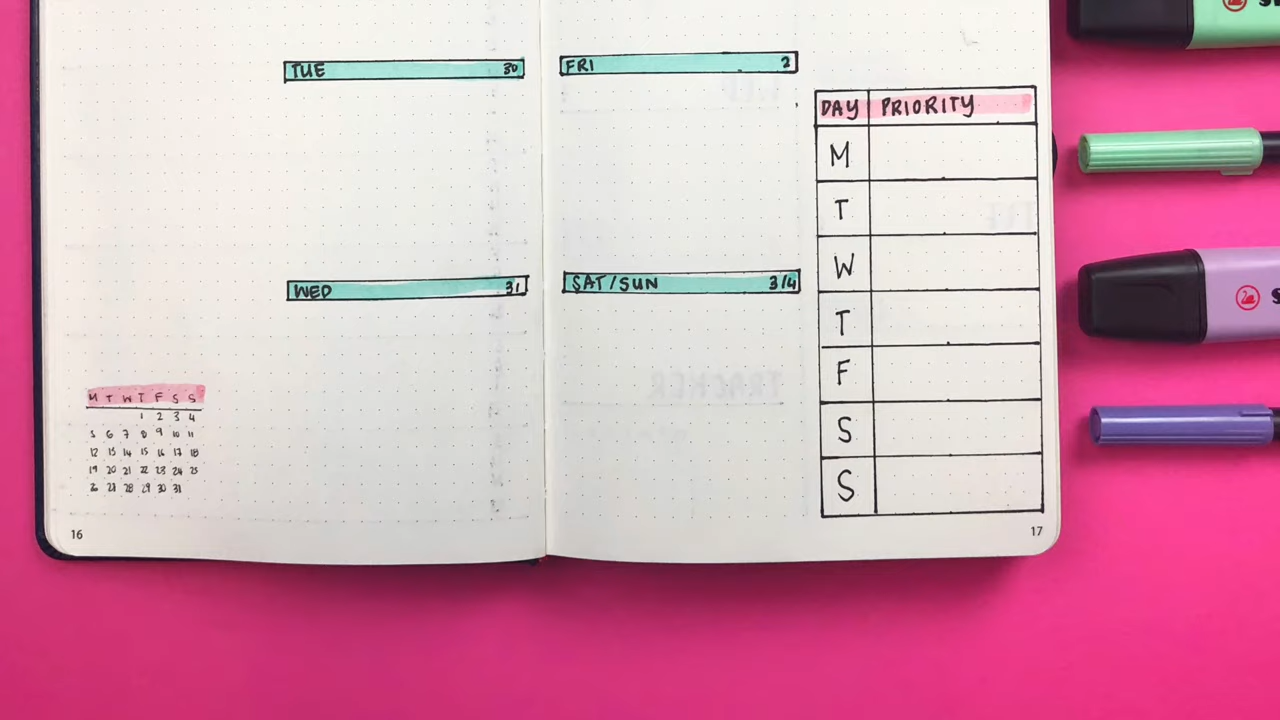 TUE 30
FRI 2
DAY PRIORITY
M
T
W
T
F
S
S
WED 31
SAT/SUN 3/4
M T W T F S S
1 2 3 4
5 6 7 8 9 10 11
12 13 14 15 16 17 18
19 20 21 22 23 24 25
26 27 28 29 30 31
16
17